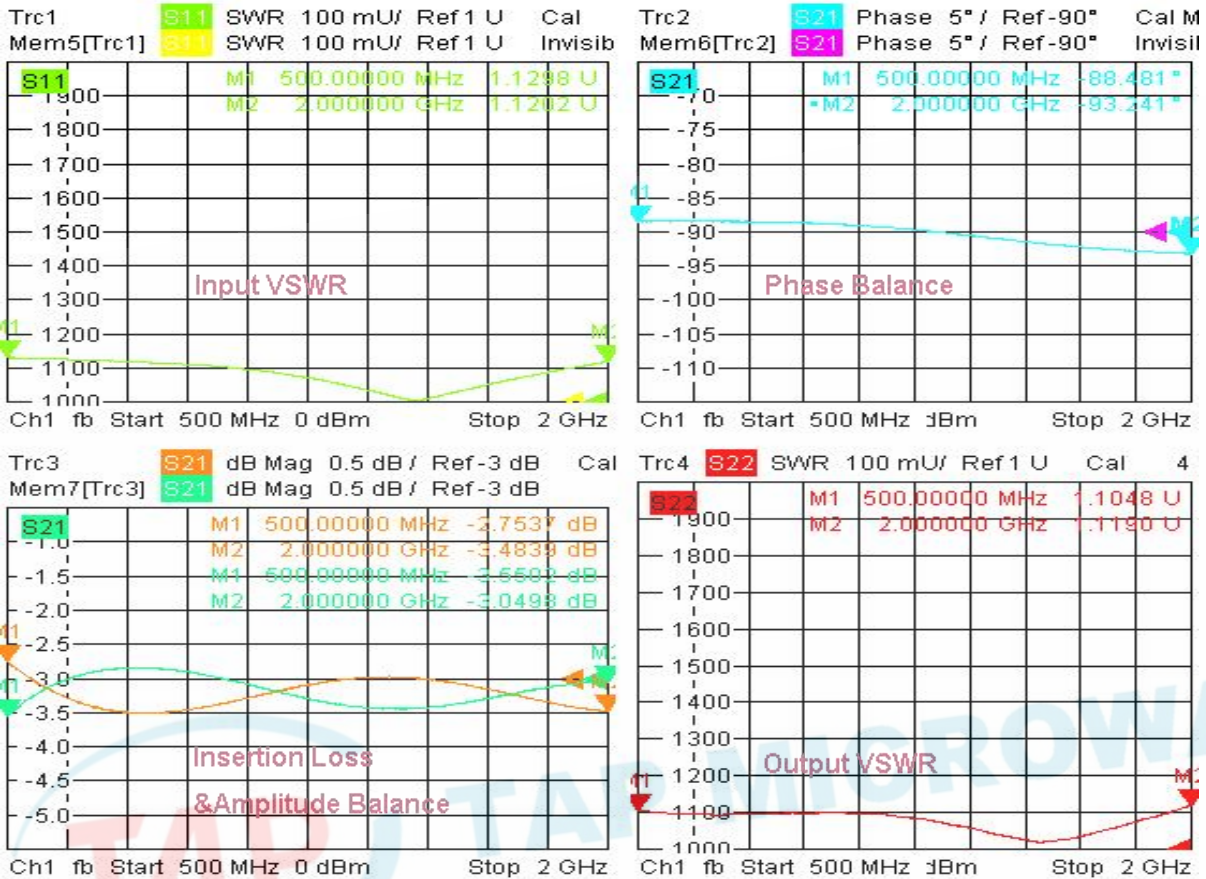 Trc1 S11 SWR 100 mU/ Ref 1 U Cal
Mem5[Trc1] S11 SWR 100 mU/ Ref 1 U Invisib
S11
M1 500.00000 MHz 1.1298 U
M2 2.000000 GHz 1.1202 U
1900
1800
1700
1600
1500
1400
1300
1200
1100
1000
Input VSWR
Ch1 fb Start 500 MHz 0 dBm Stop 2 GHz
Trc2 S21 Phase 5°/ Ref -90° Cal M
Mem6[Trc2] S21 Phase 5°/ Ref -90° Invisil
S21
M1 500.00000 MHz -88.481°
•M2 2.000000 GHz -93.241°
-70
-75
-80
-85
-90
-95
-100
-105
-110
Phase Balance
Ch1 fb Start 500 MHz dBm Stop 2 GHz
Trc3 S21 dB Mag 0.5 dB/ Ref -3 dB Cal
Mem7[Trc3] S21 dB Mag 0.5 dB/ Ref -3 dB
S21
M1 500.00000 MHz -2.7537 dB
M2 2.000000 GHz -3.4839 dB
M1 500.00000 MHz -3.5502 dB
M2 2.000000 GHz -3.0498 dB
-1.0
-1.5
-2.0
-2.5
-3.0
-3.5
-4.0
-4.5
-5.0
Insertion Loss
&Amplitude Balance
Ch1 fb Start 500 MHz 0 dBm Stop 2 GHz
Trc4 S22 SWR 100 mU/ Ref 1 U Cal 4
S22
M1 500.00000 MHz 1.1048 U
M2 2.000000 GHz 1.1190 U
1900
1800
1700
1600
1500
1400
1300
1200
1100
1000
Output VSWR
Ch1 fb Start 500 MHz dBm Stop 2 GHz
TAP TAP MICROWA